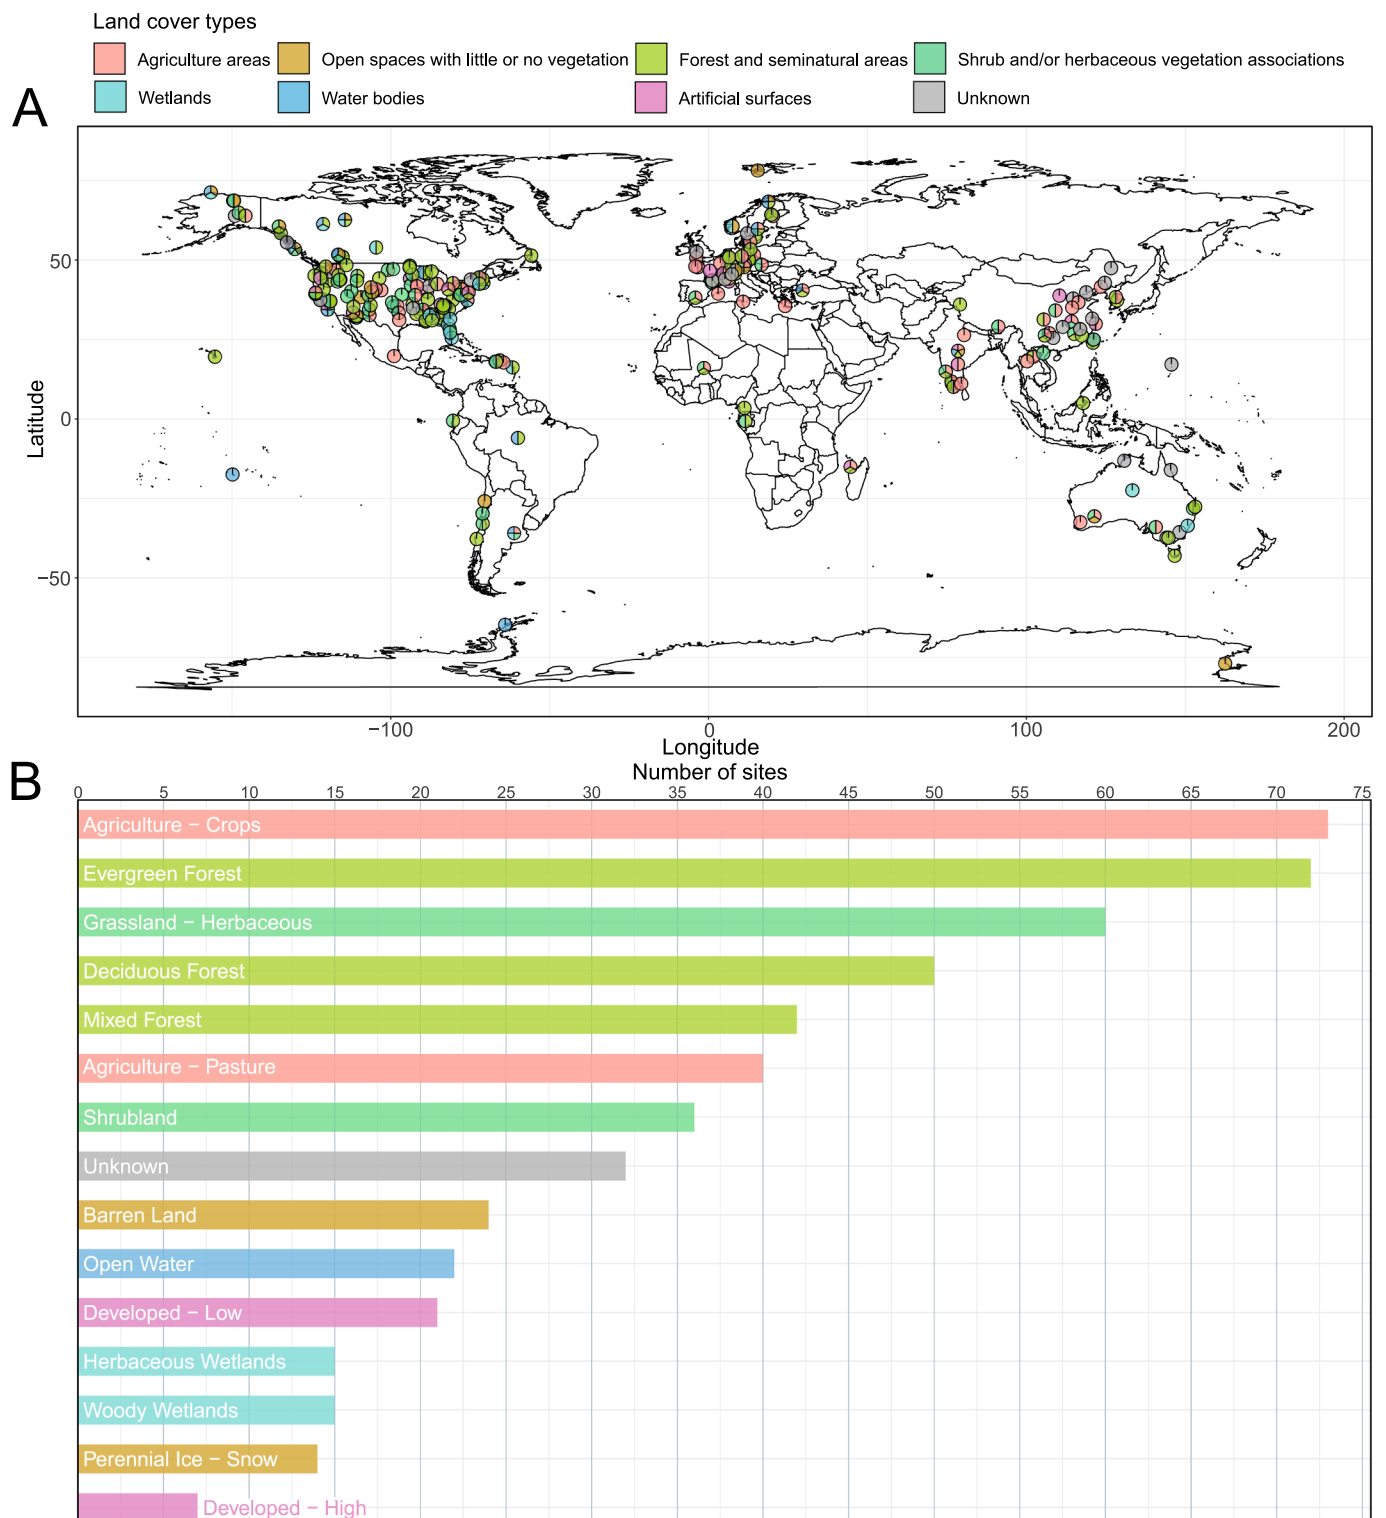 Land cover types
Agriculture areas Open spaces with little or no vegetation Forest and seminatural areas Shrub and/or herbaceous vegetation associations
Wetlands Water bodies Artificial surfaces Unknown
A
Latitude
50
0
−50
−100 0 100 200
Longitude
B
Number of sites
0 5 10 15 20 25 30 35 40 45 50 55 60 65 70 75
Agriculture − Crops
Evergreen Forest
Grassland − Herbaceous
Deciduous Forest
Mixed Forest
Agriculture − Pasture
Shrubland
Unknown
Barren Land
Open Water
Developed − Low
Herbaceous Wetlands
Woody Wetlands
Perennial Ice − Snow
Developed − High